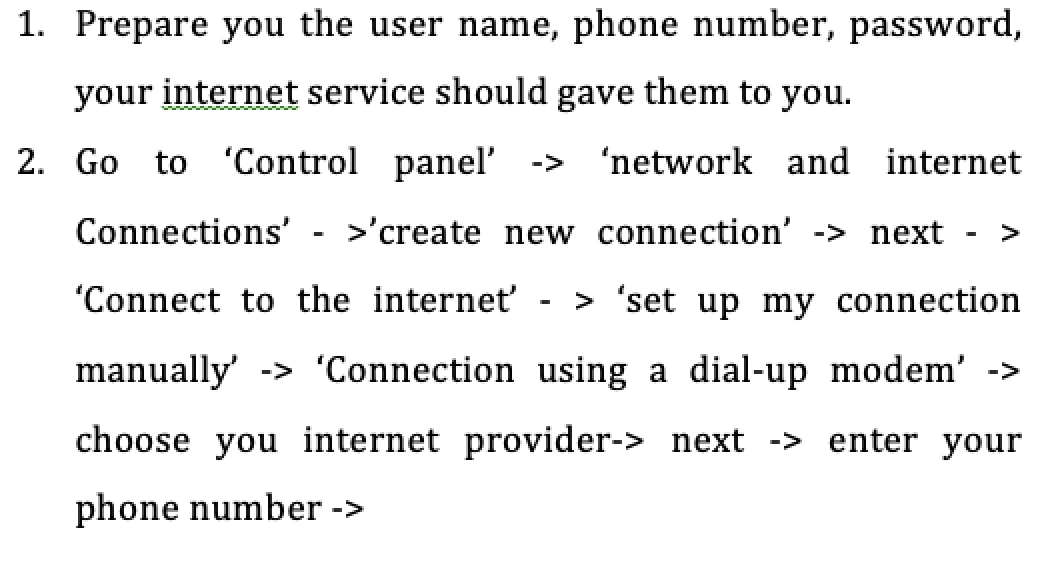 1. Prepare you the user name, phone number, password,
your internet service should gave them to you.
2. Go to ‘Control panel’ -> ‘network and internet
Connections’ - >’create new connection’ -> next - >
‘Connect to the internet’ - > ‘set up my connection
manually’ -> ‘Connection using a dial-up modem’ ->
choose you internet provider-> next -> enter your
phone number ->